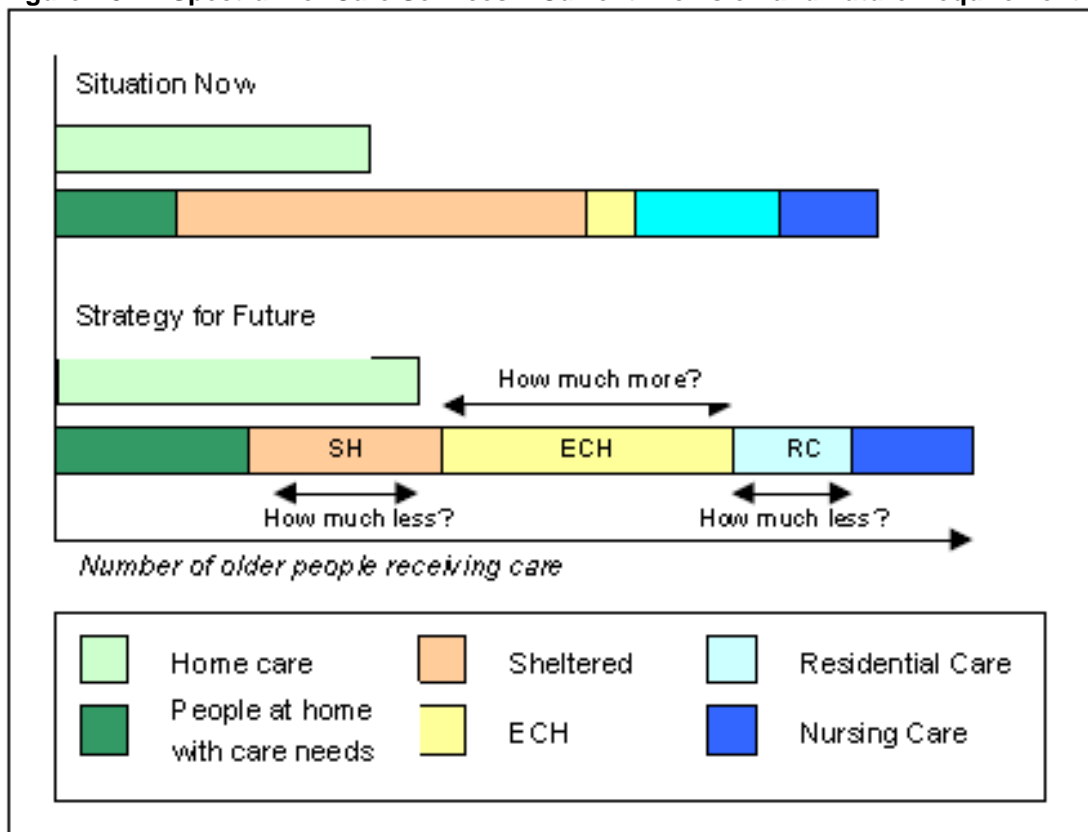 Situation Now
Strategy for Future
How much more?
SH ECH RC
How much less? How much less?
Number of older people receiving care
Home care Sheltered Residential Care
People at home
with care needs ECH Nursing Care